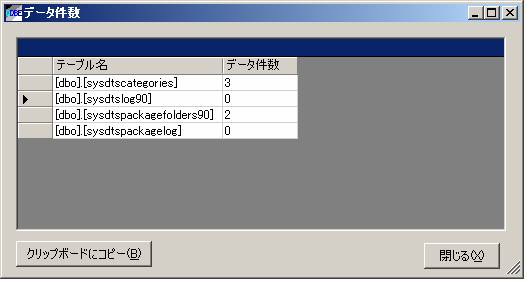 データ件数
テーブル名 データ件数
[dbo].[sysdtscategories] 3
[dbo].[sysdtslog90] 0
[dbo].[sysdtspackagefolders90] 2
[dbo].[sysdtspackagelog] 0
クリップボードにコピー(B) 閉じる(X)